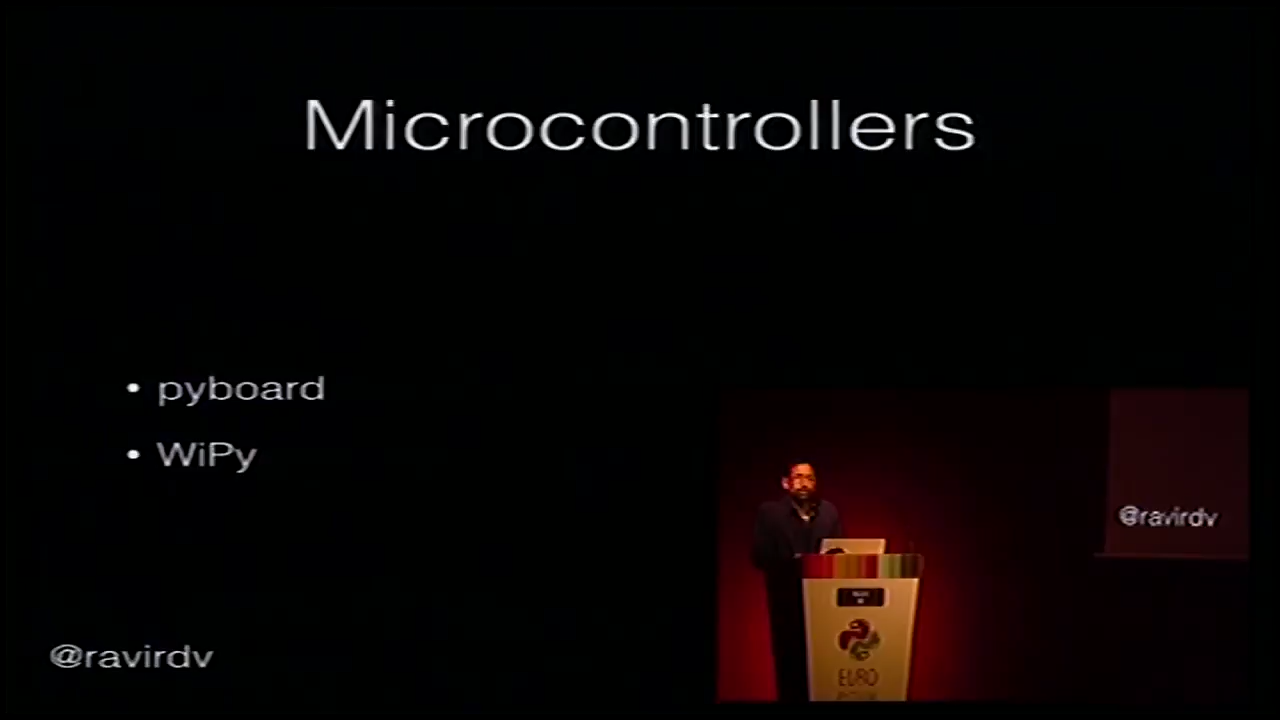 Microcontrollers
• pyboard
• WiPy
@ravirdv
@ravirdv
EURO